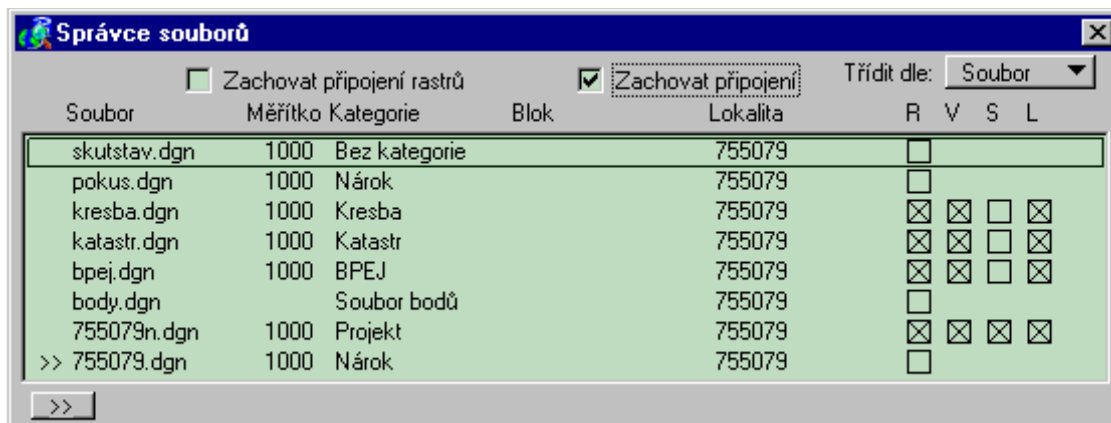 Správce souborů
Zachovat připojení rastrů Zachovat připojení Třídit dle: Soubor
Soubor Měřítko Kategorie Blok Lokalita R V S L
skutstav.dgn 1000 Bez kategorie 755079
pokus.dgn 1000 Nárok 755079
kresba.dgn 1000 Kresba 755079
katastr.dgn 1000 Katastr 755079
bpej.dgn 1000 BPEJ 755079
body.dgn Soubor bodů 755079
755079n.dgn 1000 Projekt 755079
>> 755079.dgn 1000 Nárok 755079
>>